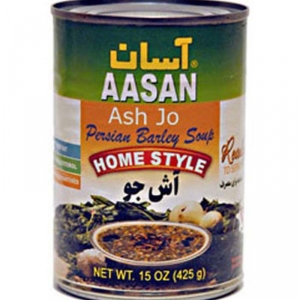 آسان®
AASAN
Ash Jo
Persian Barley Soup
HOME STYLE
آش جو
NET WT. 15 OZ (425 g)